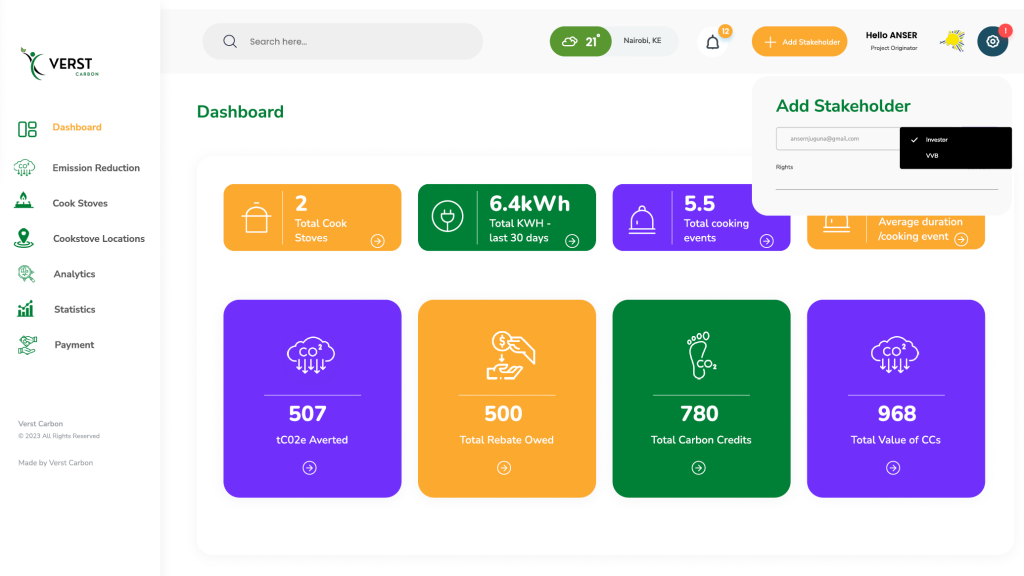 VERST
CARBON
Search here...
21°
Nairobi, KE
12
Add Stakeholder
Hello ANSER
Project Originator
!
Dashboard
Emission Reduction
Cook Stoves
Cookstove Locations
Analytics
Statistics
Payment
Verst Carbon
© 2023 All Rights Reserved
Made by Verst Carbon
Dashboard
Add Stakeholder
ansernjuguna@gmail.com
Investor
VVB
Rights
2
Total Cook
Stoves
6.4kWh
Total KWH -
last 30 days
5.5
Total cooking
events
Average duration
/cooking event
CO²
507
tC02e Averted
$
500
Total Rebate Owed
CO₂
780
Total Carbon Credits
CO²
968
Total Value of CCs